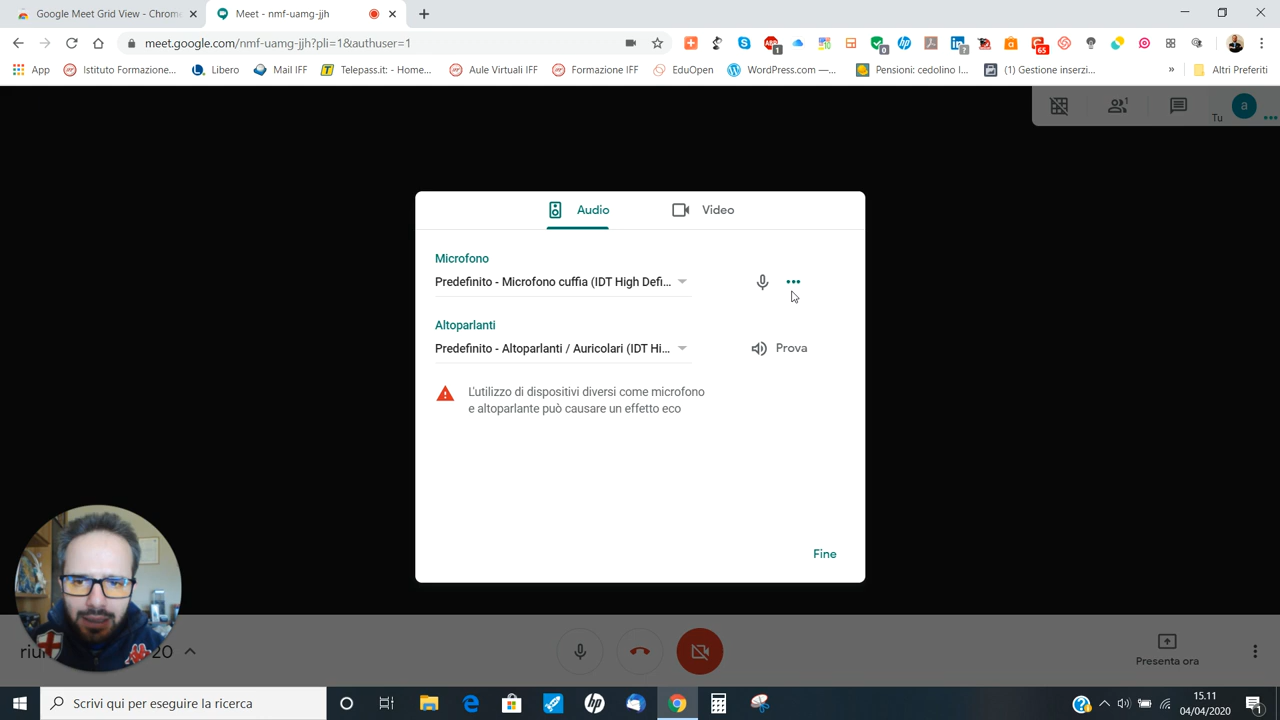 Google Meet Grid View - Chrome
Meet - nmf-uamg-jjh
meet.google.com/nmf-uamg-jjh?pli=1&authuser=1
App
Istituto Formazione...
Libero
Mail IFF
Telepass.it: - Home...
Aule Virtuali IFF
Formazione IFF
EduOpen
WordPress.com —...
Pensioni: cedolino I...
(1) Gestione inserzi...
»
Altri Preferiti
1
Tu
a
Audio
Video
Microfono
Predefinito - Microfono cuffia (IDT High Defi...
Altoparlanti
Predefinito - Altoparlanti / Auricolari (IDT Hi...
Prova
L'utilizzo di dispositivi diversi come microfono
e altoparlante può causare un effetto eco
Fine
20
Presenta ora
Scrivi qui per eseguire la ricerca
15.11
04/04/2020